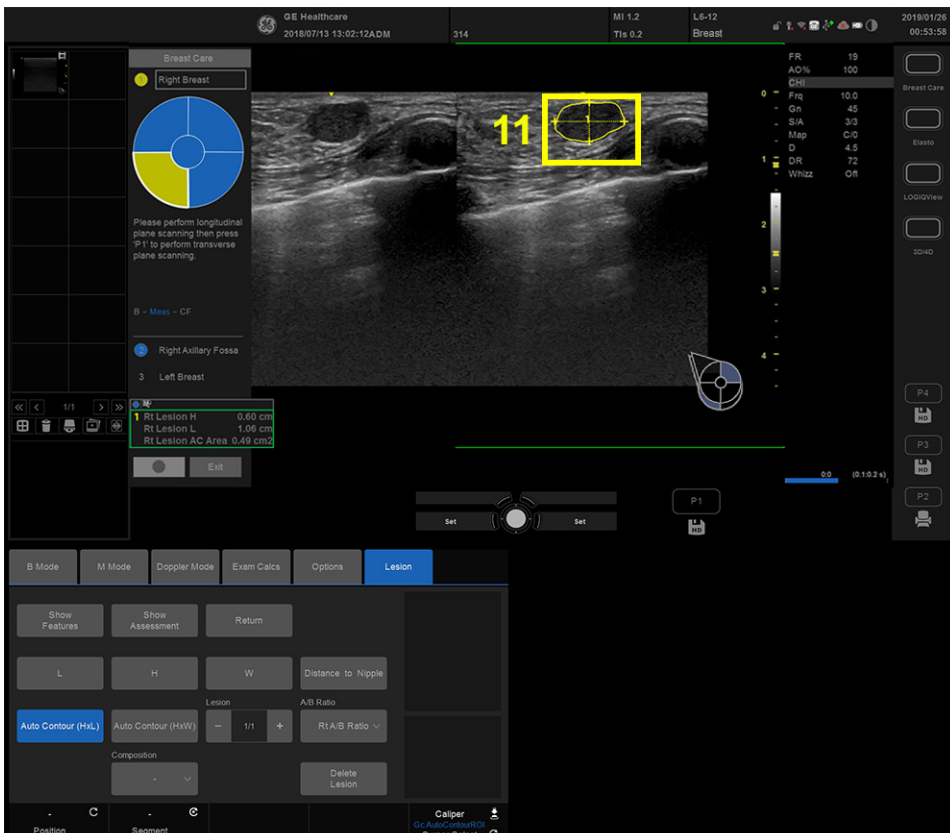 GE Healthcare
2018/07/13 13:02:12ADM
314
MI 1.2
TIs 0.2
L6-12
Breast
2019/01/26
00:53:58
Breast Care
Right Breast
Please perform longitudinal
plane scanning then press
'P1' to perform transverse
plane scanning.
B - Meas - CF
2 Right Axillary Fossa
3 Left Breast
1 Rt Lesion H 0.60 cm
Rt Lesion L 1.06 cm
Rt Lesion AC Area 0.49 cm2
Exit
<< < 1/1 > >>
11
1
FR 19
AO% 100
CHI
Frq 10.0
Gn 45
S/A 3/3
Map C/0
D 4.5
DR 72
Whizz Off
0
1
2
3
4
0:0 (0.1:0.2 s)
Breast Care
Elasto
LOGIQView
3D/4D
P4
HD
P3
HD
P2
Set
Set
P1
HD
B Mode
M Mode
Doppler Mode
Exam Calcs
Options
Lesion
Show
Features
Show
Assessment
Return
L
H
W
Distance to Nipple
Lesion
A/B Ratio
Auto Contour (HxL)
Auto Contour (HxW)
- 1/1 +
Rt A/B Ratio
Composition
-
Delete
Lesion
-
Position
-
Segment
Caliper
Gc.AutoContourROI